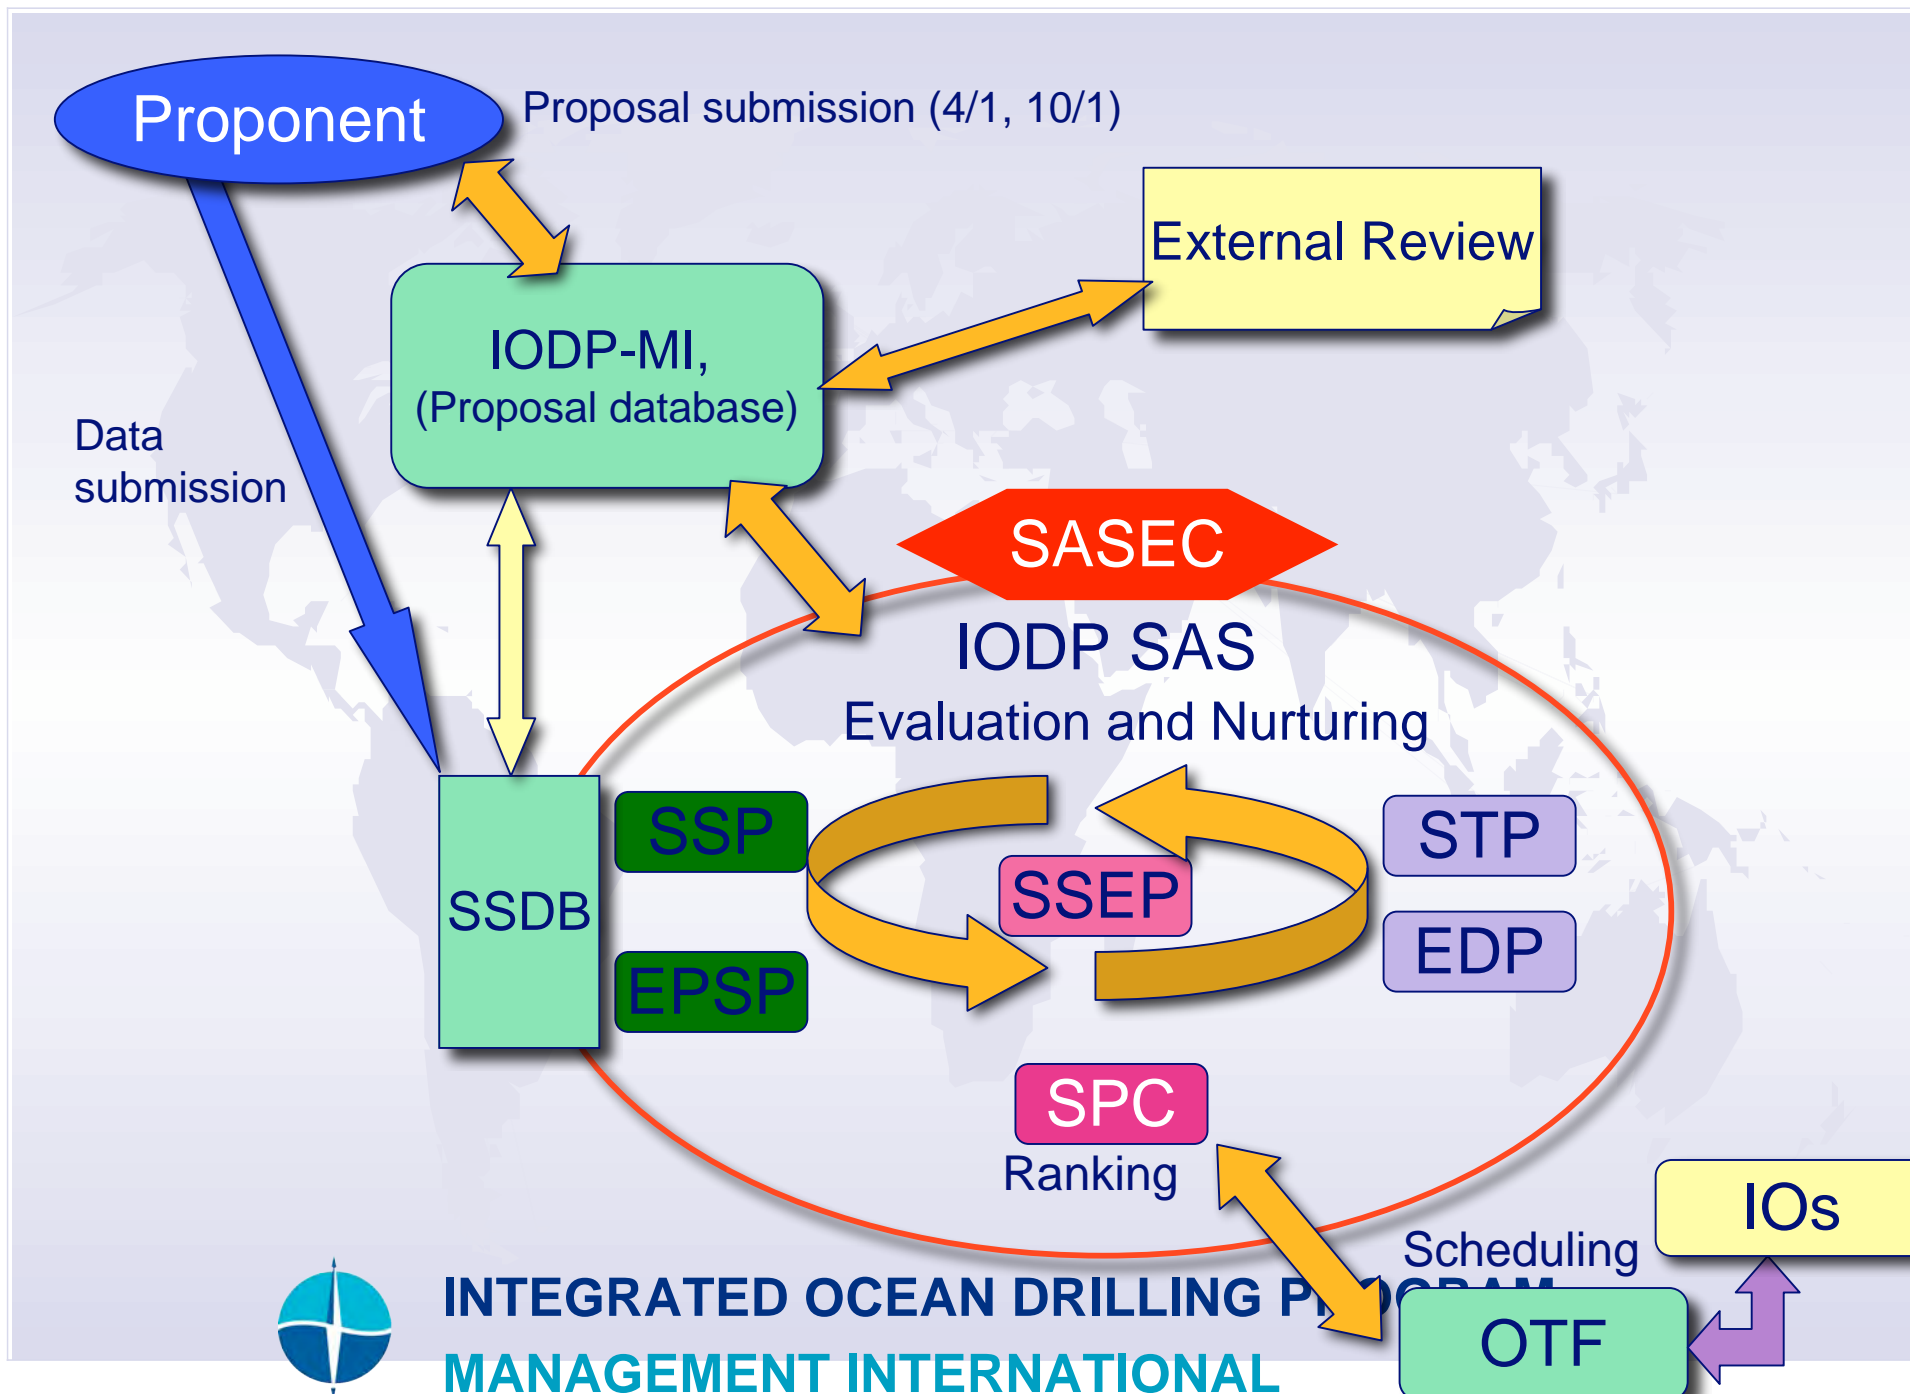 Proponent
Proposal submission (4/1, 10/1)
External Review
IODP-MI,
(Proposal database)
Data
submission
SASEC
IODP SAS
Evaluation and Nurturing
SSP
STP
SSDB
SSEP
EDP
EPSP
SPC
Ranking
IOs
Scheduling
INTEGRATED OCEAN DRILLING PROGRAM
OTF
MANAGEMENT INTERNATIONAL